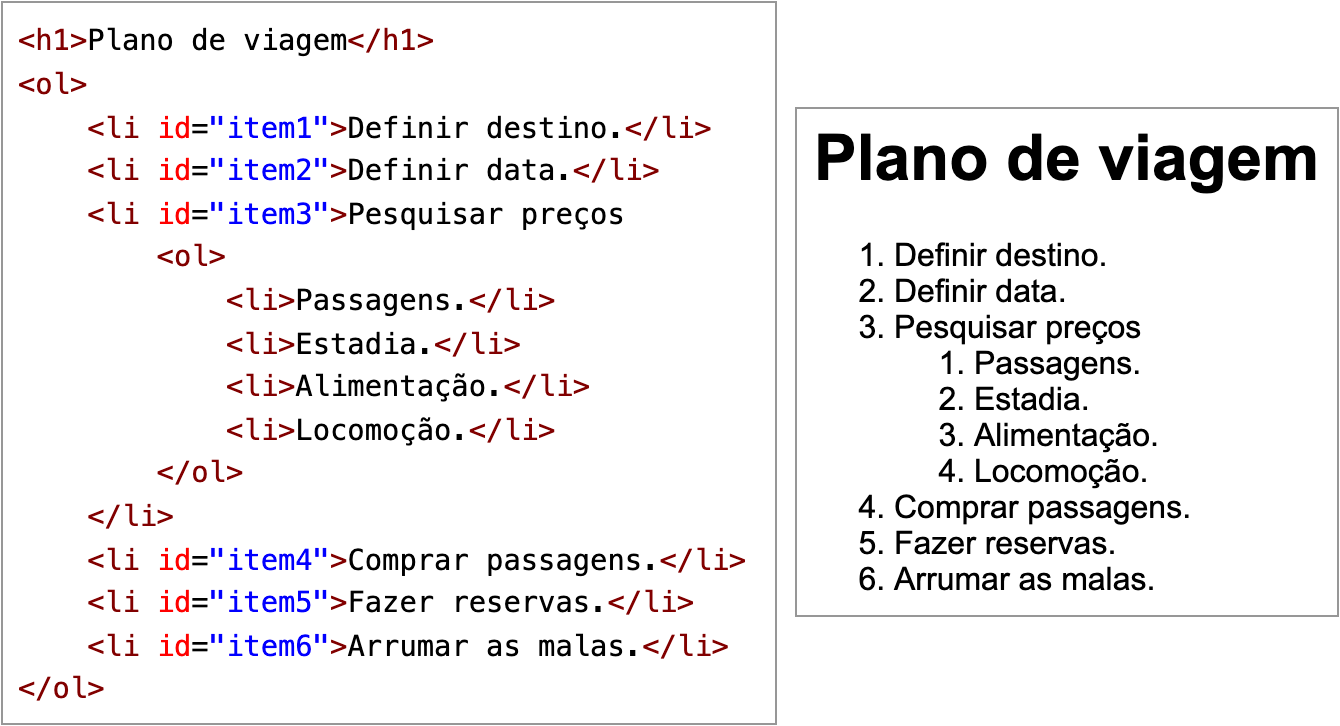 <h1>Plano de viagem</h1>
<ol>
    <li id="item1">Definir destino.</li>
    <li id="item2">Definir data.</li>
    <li id="item3">Pesquisar preços
        <ol>
            <li>Passagens.</li>
            <li>Estadia.</li>
            <li>Alimentação.</li>
            <li>Locomoção.</li>
        </ol>
    </li>
    <li id="item4">Comprar passagens.</li>
    <li id="item5">Fazer reservas.</li>
    <li id="item6">Arrumar as malas.</li>
</ol>
Plano de viagem
1. Definir destino.
2. Definir data.
3. Pesquisar preços
1. Passagens.
2. Estadia.
3. Alimentação.
4. Locomoção.
4. Comprar passagens.
5. Fazer reservas.
6. Arrumar as malas.